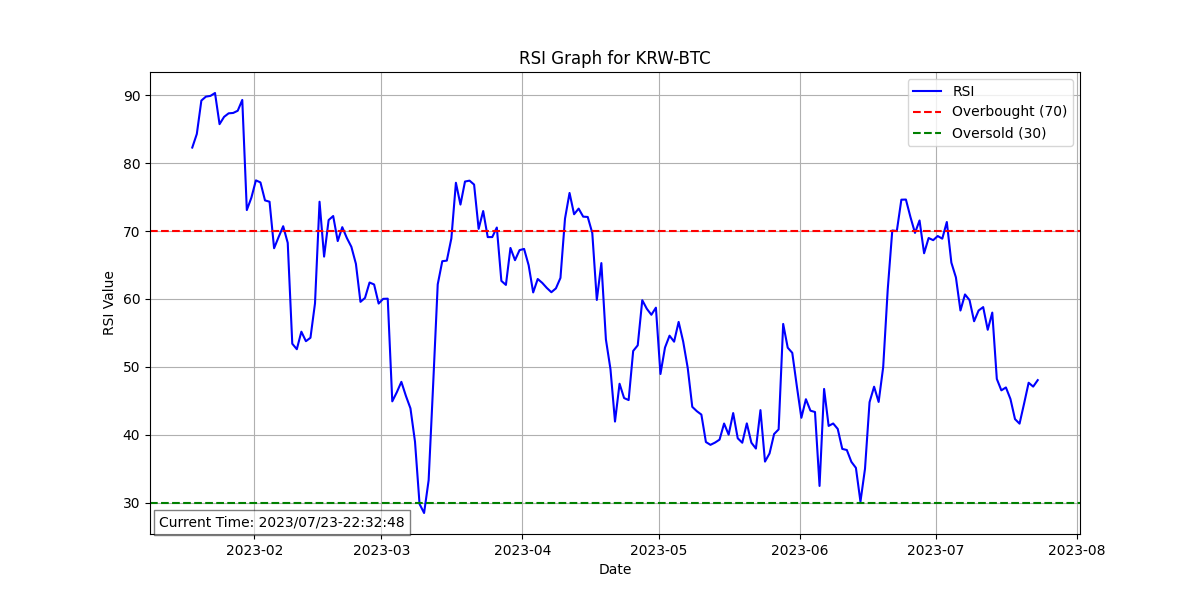 RSI Graph for KRW-BTC
RSI
Overbought (70)
Oversold (30)
RSI Value
90
80
70
60
50
40
30
Current Time: 2023/07/23-22:32:48
2023-02 2023-03 2023-04 2023-05 2023-06 2023-07 2023-08
Date